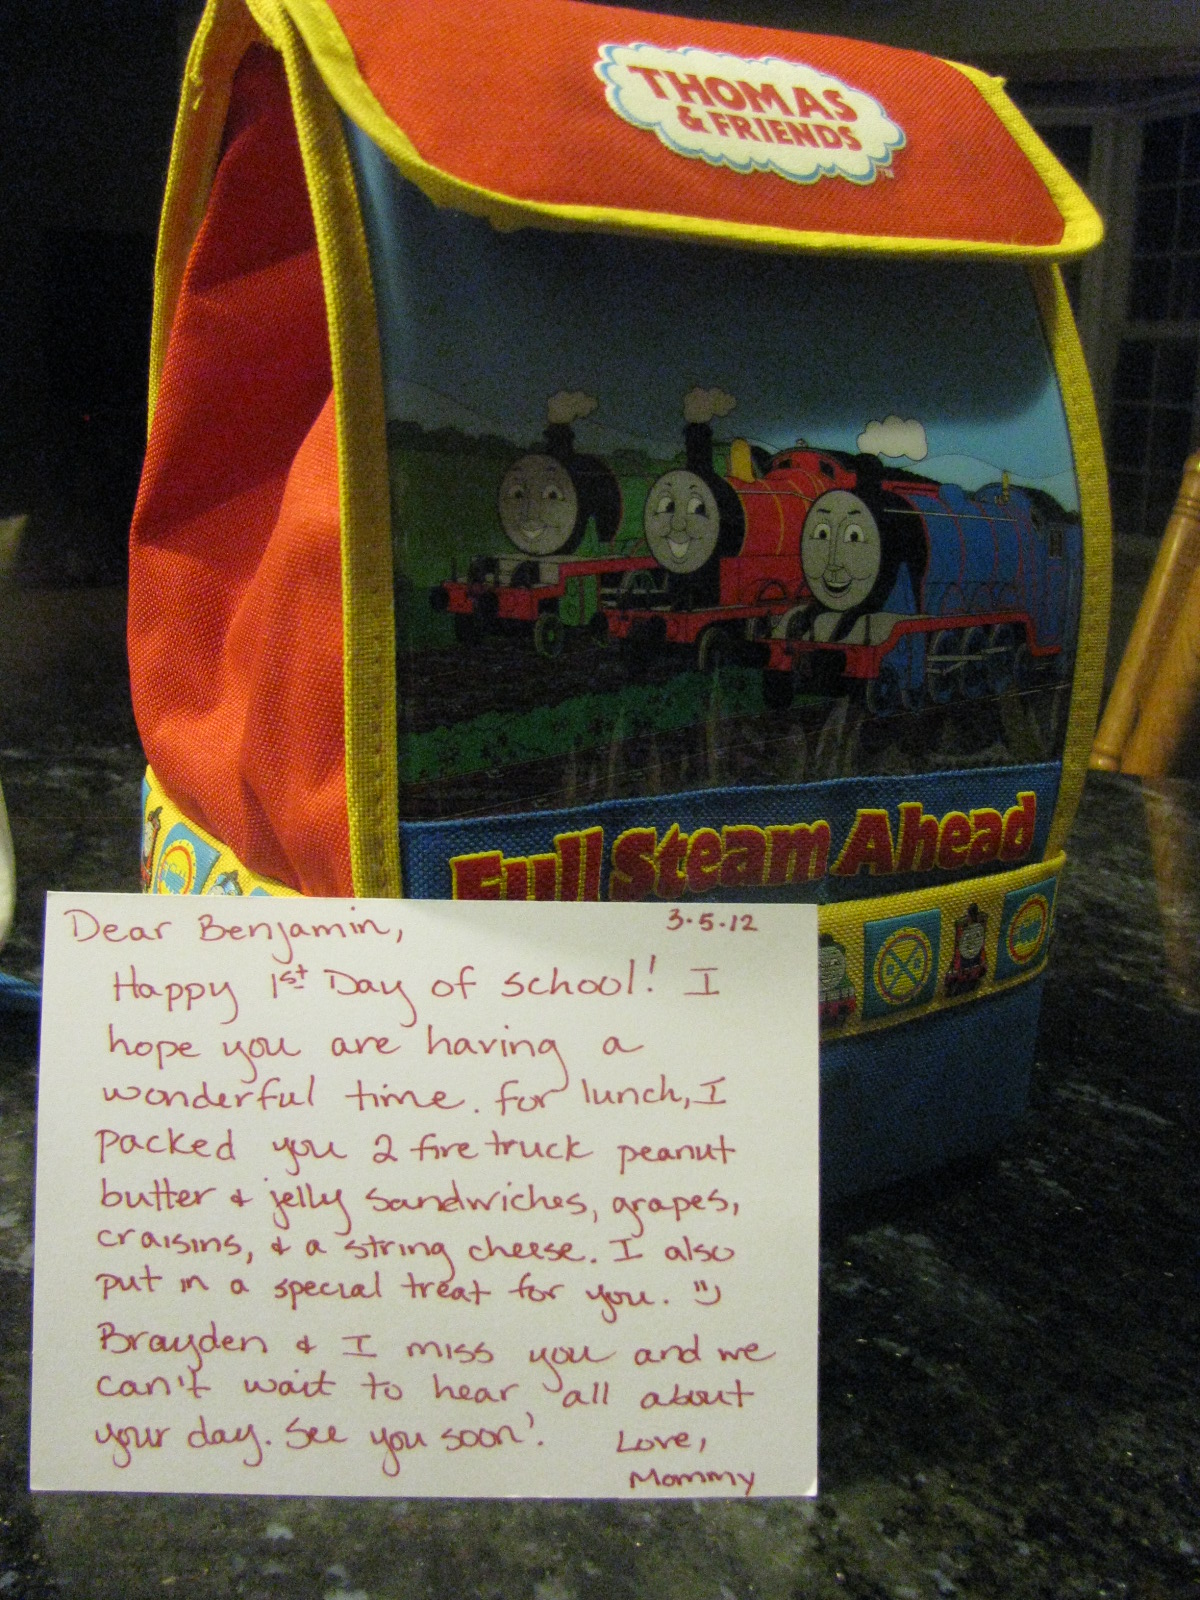 THOMAS
& FRIENDS
TM
Full Steam Ahead
Dear Benjamin, 3.5.12
Happy 1st Day of school! I
hope you are having a
wonderful time. For lunch, I
packed you 2 fire truck peanut
butter & jelly sandwiches, grapes,
craisins, & a string cheese. I also
put in a special treat for you. ")
Brayden & I miss you and we
can't wait to hear all about
your day. See you soon!
Love,
Mommy